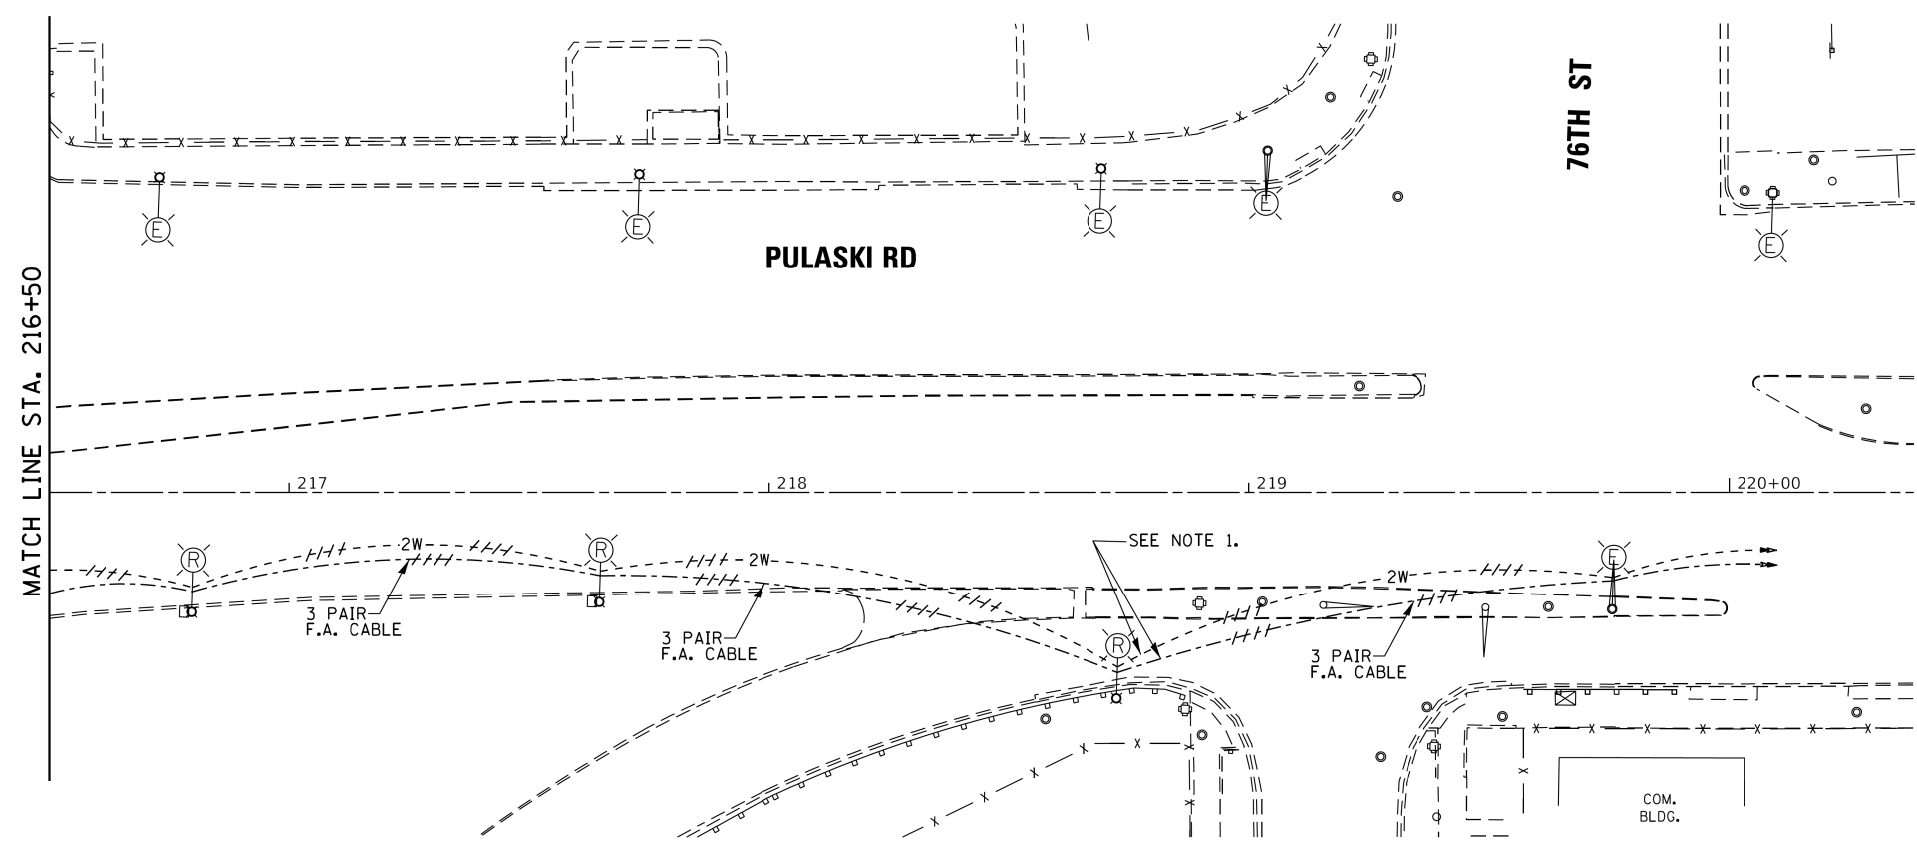 76TH ST
E
E
E
E
E
PULASKI RD
MATCH LINE STA. 216+50
217
218
219
220+00
R
2W
R
2W
SEE NOTE 1.
2W
E
3 PAIR
F.A. CABLE
3 PAIR
F.A. CABLE
R
3 PAIR
F.A. CABLE
COM.
BLDG.